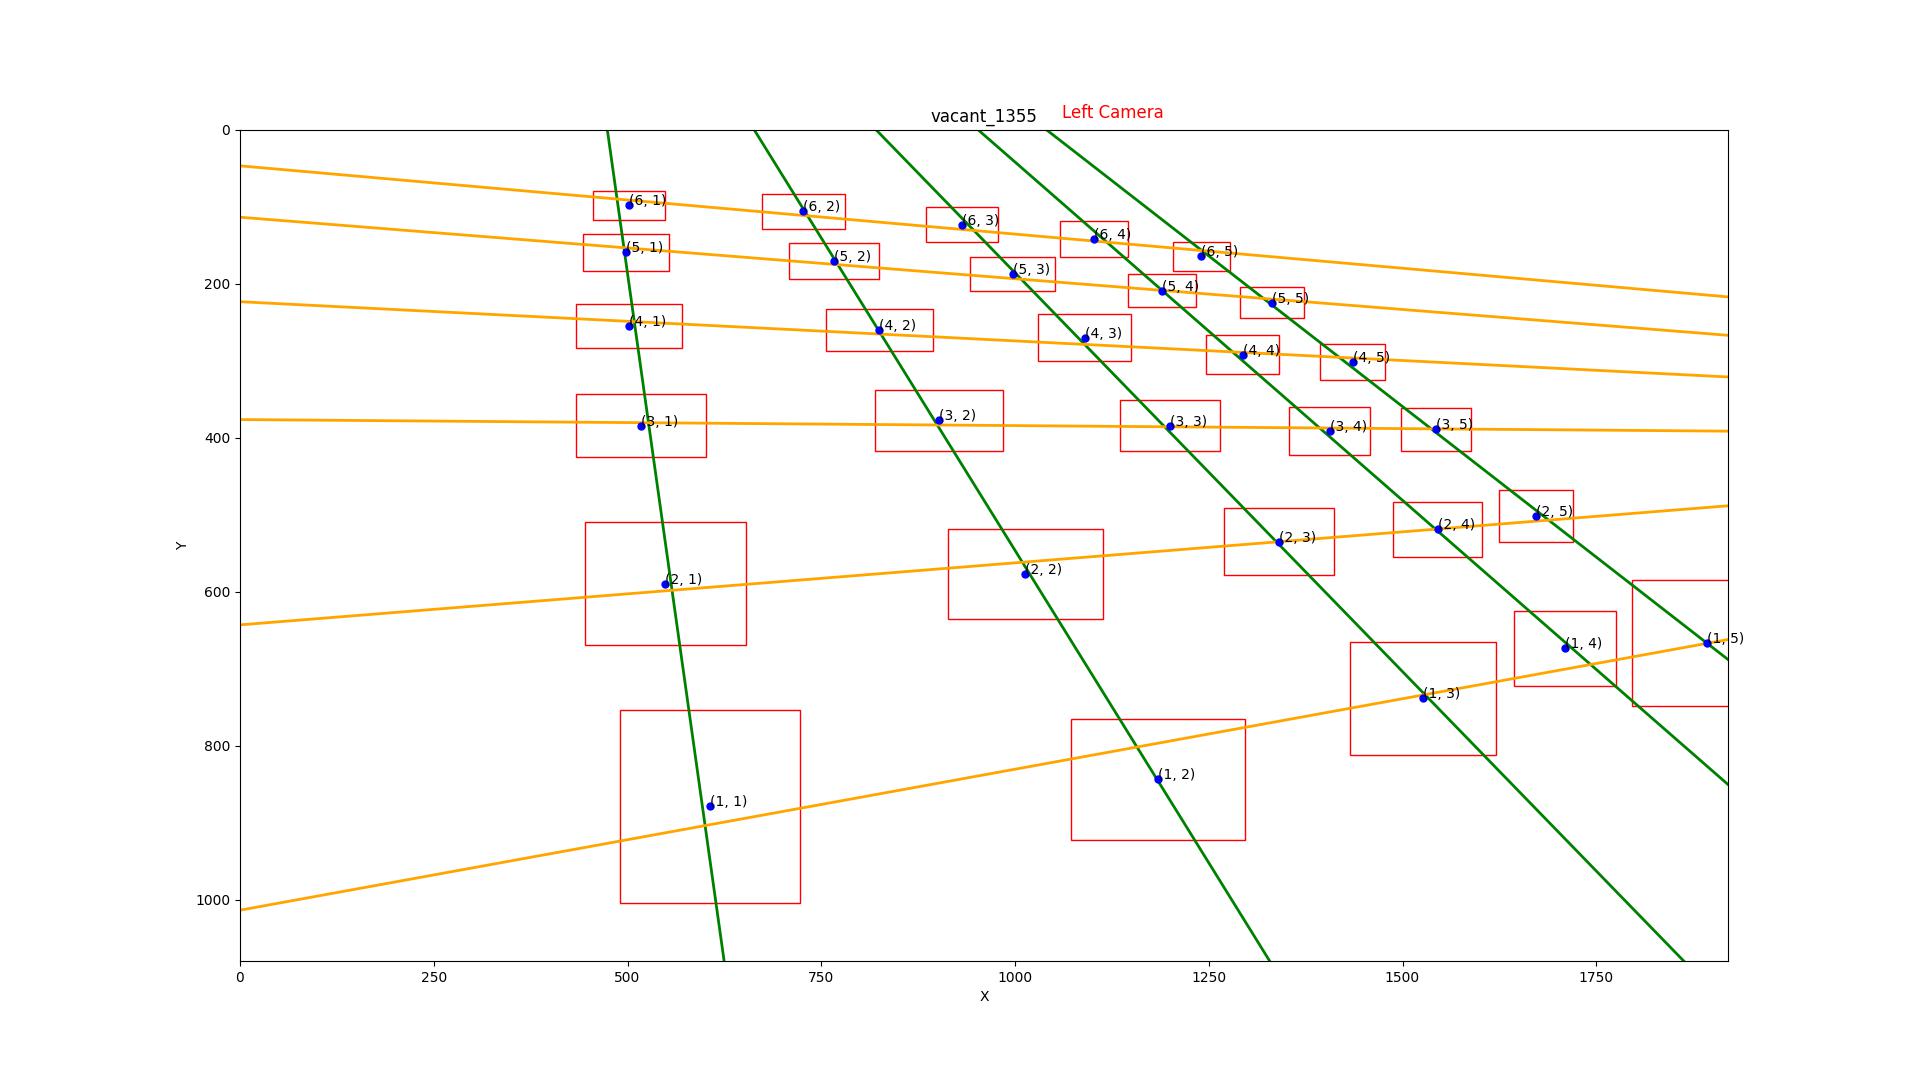 vacant_1355 Left Camera
0
(6, 1) (6, 2) (6, 3) (6, 4) (6, 5)
(5, 1) (5, 2) (5, 3) (5, 4) (5, 5)
200
(4, 1) (4, 2) (4, 3) (4, 4) (4, 5)
(3, 1) (3, 2) (3, 3) (3, 4) (3, 5)
400
(2, 1) (2, 2) (2, 3) (2, 4) (2, 5)
Y
600
(1, 1) (1, 2) (1, 3) (1, 4) (1, 5)
800
1000
0 250 500 750 1000 1250 1500 1750
X